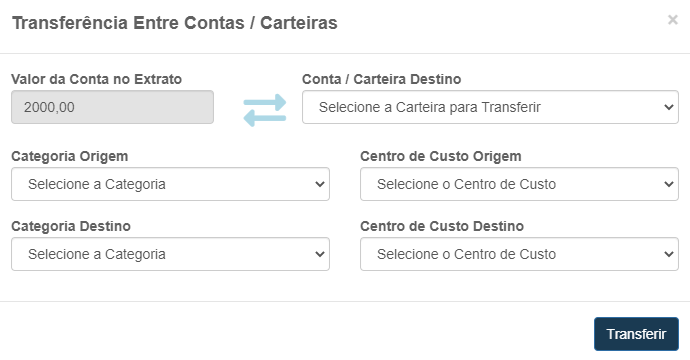 Transferência Entre Contas / Carteiras
×
Valor da Conta no Extrato
2000,00
Conta / Carteira Destino
Selecione a Carteira para Transferir
Categoria Origem
Selecione a Categoria
Centro de Custo Origem
Selecione o Centro de Custo
Categoria Destino
Selecione a Categoria
Centro de Custo Destino
Selecione o Centro de Custo
Transferir